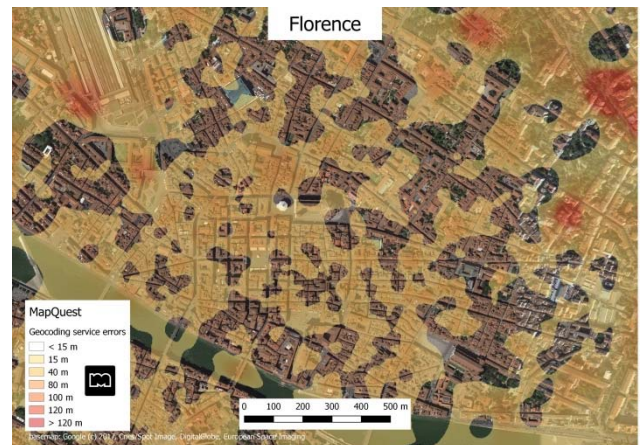 Florence
MapQuest
Geocoding service errors
< 15 m
15 m
40 m
80 m
100 m
120 m
> 120 m
0 100 200 300 400 500 m
basemap: Google (c) 2017, Cnes/Spot Image, DigitalGlobe, European Space Imaging